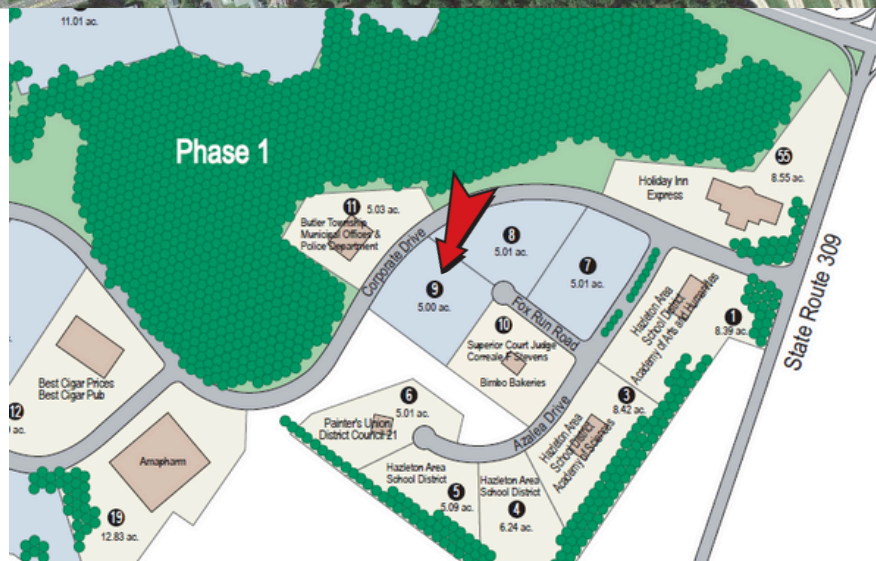 11.01 ac.
Phase 1
55
8.55 ac.
Holiday Inn
Express
11
5.03 ac.
Butler Township
Municipal Offices &
Police Department
Corporate Drive
8
5.01 ac.
7
5.01 ac.
9
5.00 ac.
Fox Run Road
10
Superior Court Judge
Correale F Stevens
Bimbo Bakeries
Hazleton Area
School District
Academy of Arts and Humanities
1
8.39 ac.
State Route 309
Best Cigar Prices
Best Cigar Pub
12
ac.
6
5.01 ac.
Painter's Union
District Council 21
Azalea Drive
3
8.42 ac.
Hazleton Area
School District
Academy of Sciences
Amapharm
19
12.83 ac.
Hazleton Area
School District
5
5.09 ac.
Hazleton Area
School District
4
6.24 ac.